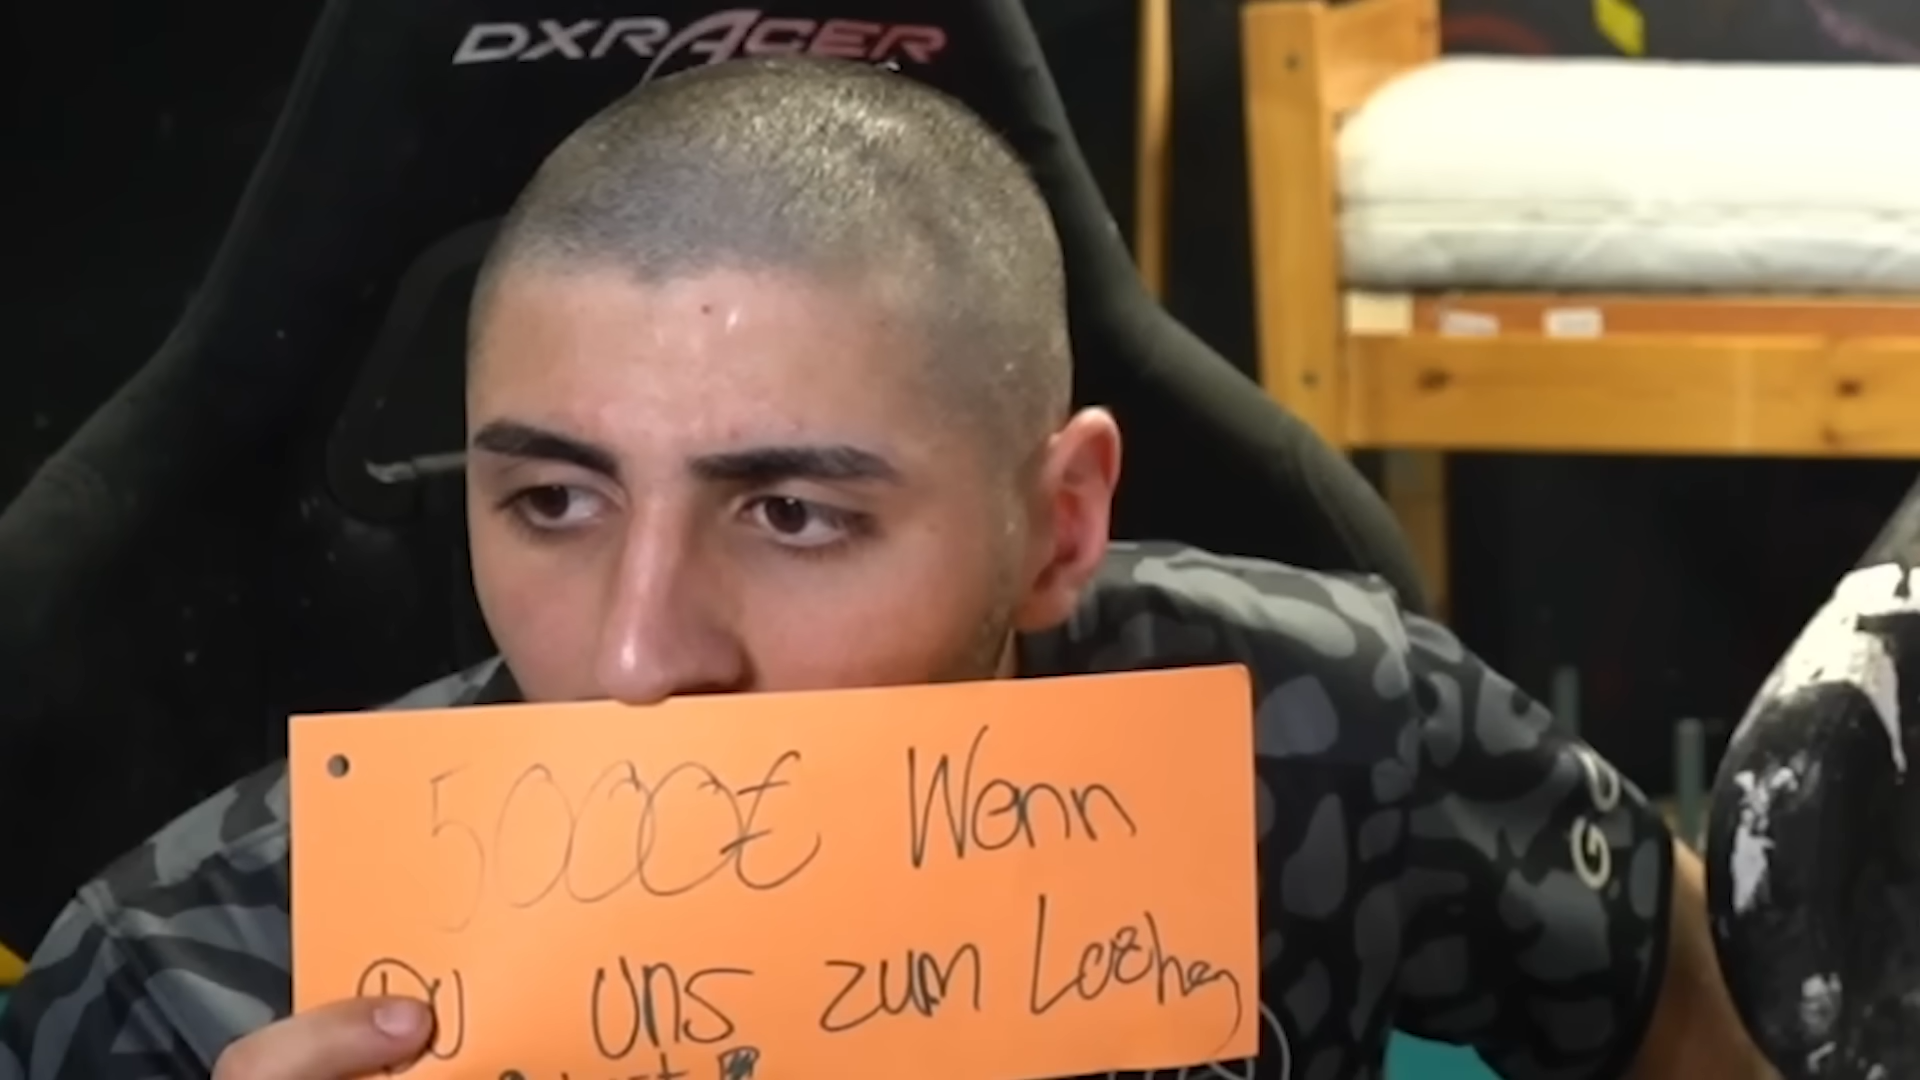 DXRACER
5000€ Wenn
Du uns zum Lachen